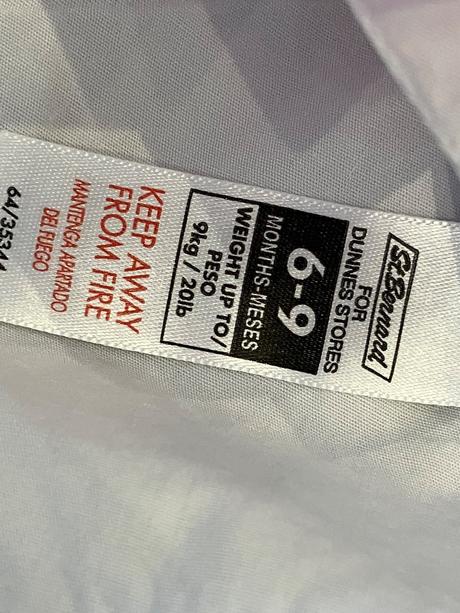 St. Bernard
FOR
DUNNES STORES
6-9
MONTHS-MESES
WEIGHT UP TO/
PESO
9kg / 20lb
KEEP AWAY
FROM FIRE
MANTENGA APARTADO
DEL FUEGO